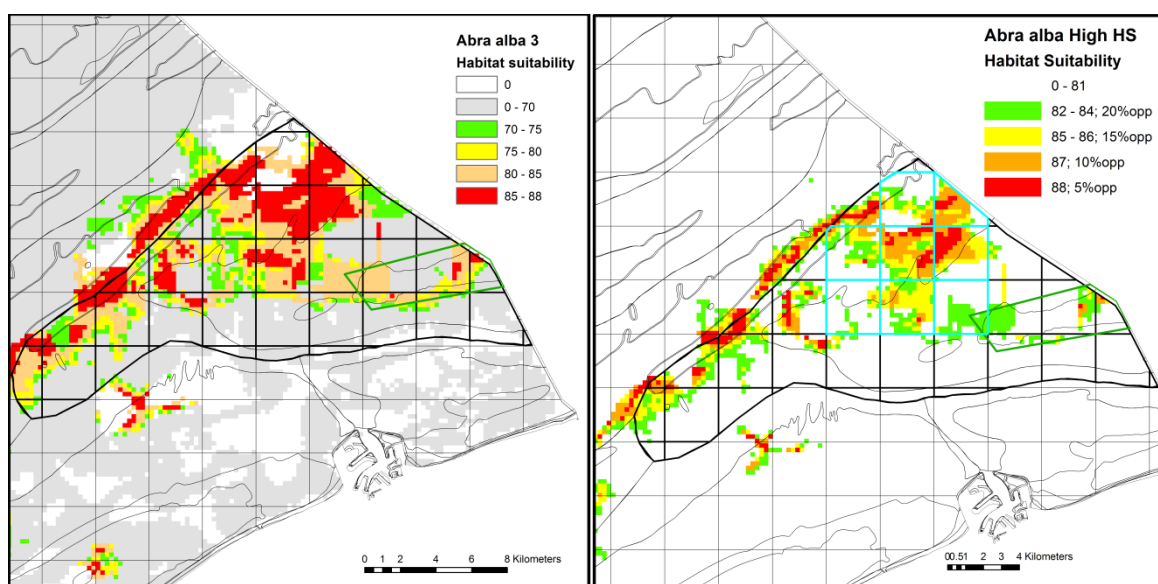 Abra alba 3
Habitat suitability
0
0 - 70
70 - 75
75 - 80
80 - 85
85 - 88
0 1 2 4 6 8 Kilometers
Abra alba High HS
Habitat Suitability
0 - 81
82 - 84; 20%opp
85 - 86; 15%opp
87; 10%opp
88; 5%opp
00.51 2 3 4 Kilometers